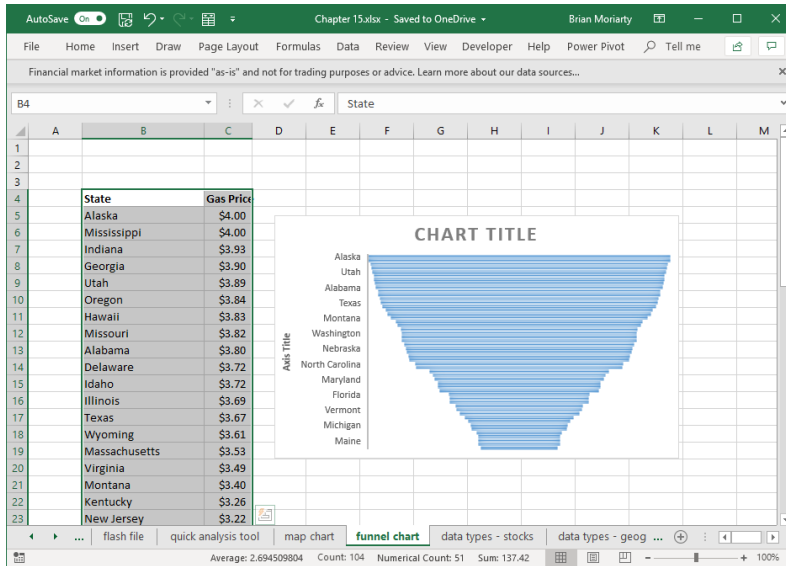 AutoSave On Chapter 15.xlsx - Saved to OneDrive Brian Moriarty
File Home Insert Draw Page Layout Formulas Data Review View Developer Help Power Pivot Tell me
Financial market information is provided "as-is" and not for trading purposes or advice. Learn more about our data sources...
B4 fx State
A B C D E F G H I J K L M
1
2
3
4 State Gas Price
5 Alaska $4.00
6 Mississippi $4.00
7 Indiana $3.93
8 Georgia $3.90
9 Utah $3.89
10 Oregon $3.84
11 Hawaii $3.83
12 Missouri $3.82
13 Alabama $3.80
14 Delaware $3.72
15 Idaho $3.72
16 Illinois $3.69
17 Texas $3.67
18 Wyoming $3.61
19 Massachusetts $3.53
20 Virginia $3.49
21 Montana $3.40
22 Kentucky $3.26
23 New Jersey $3.22
CHART TITLE
Axis Title
Alaska
Utah
Alabama
Texas
Montana
Washington
Nebraska
North Carolina
Maryland
Florida
Vermont
Michigan
Maine
... flash file quick analysis tool map chart funnel chart data types - stocks data types - geog ...
Average: 2.694509804 Count: 104 Numerical Count: 51 Sum: 137.42 - + 100%